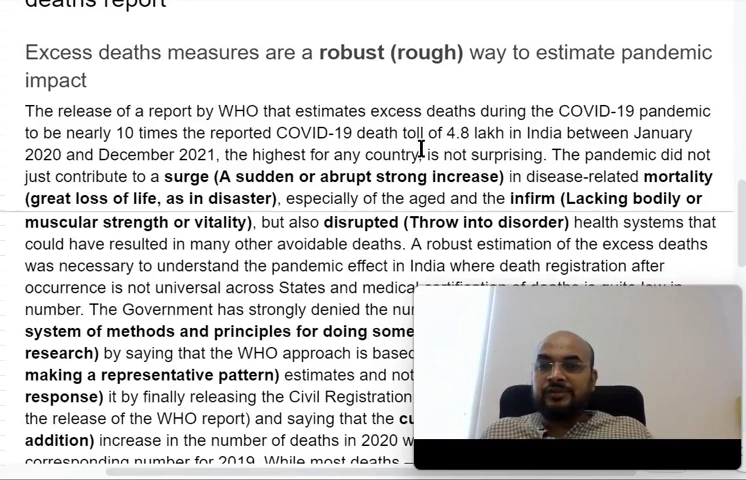 deaths report
Excess deaths measures are a robust (rough) way to estimate pandemic
impact
The release of a report by WHO that estimates excess deaths during the COVID-19 pandemic
to be nearly 10 times the reported COVID-19 death toll of 4.8 lakh in India between January
2020 and December 2021, the highest for any country, is not surprising. The pandemic did not
just contribute to a surge (A sudden or abrupt strong increase) in disease-related mortality
(great loss of life, as in disaster), especially of the aged and the infirm (Lacking bodily or
muscular strength or vitality), but also disrupted (Throw into disorder) health systems that
could have resulted in many other avoidable deaths. A robust estimation of the excess deaths
was necessary to understand the pandemic effect in India where death registration after
occurrence is not universal across States and medical certification of deaths is quite low in
number. The Government has strongly denied the
system of methods and principles for doing some
research) by saying that the WHO approach is based
making a representative pattern) estimates and not
response) it by finally releasing the Civil Registration
the release of the WHO report) and saying that the
addition) increase in the number of deaths in 2020
corresponding number for 2019. While most deaths –